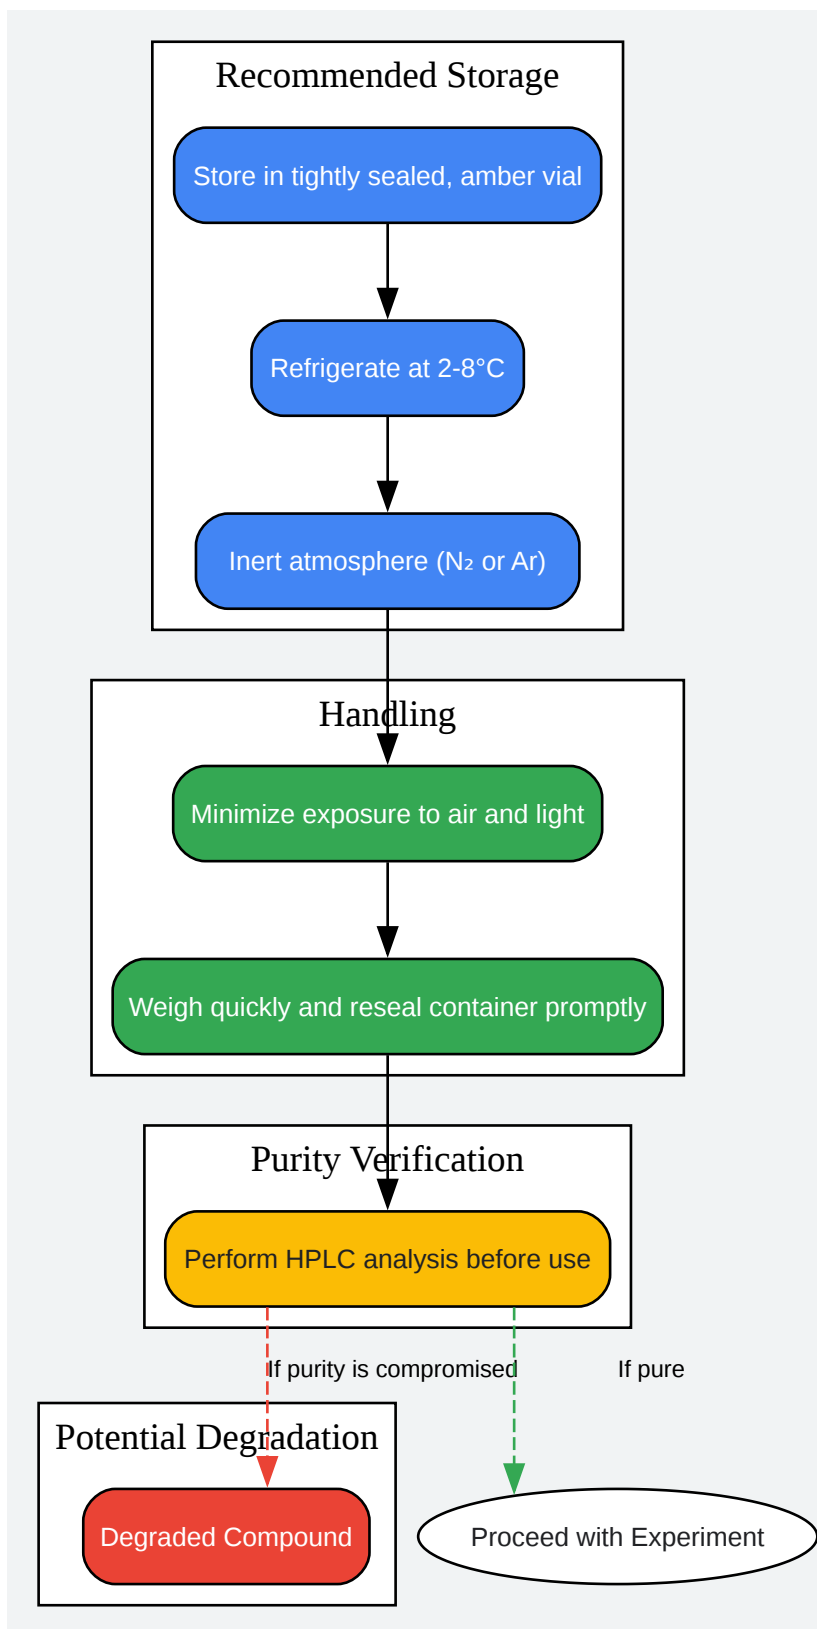 Recommended Storage
Store in tightly sealed, amber vial
Refrigerate at 2-8°C
Inert atmosphere (N₂ or Ar)
Handling
Minimize exposure to air and light
Weigh quickly and reseal container promptly
Purity Verification
Perform HPLC analysis before use
If purity is compromised
If pure
Potential Degradation
Degraded Compound
Proceed with Experiment